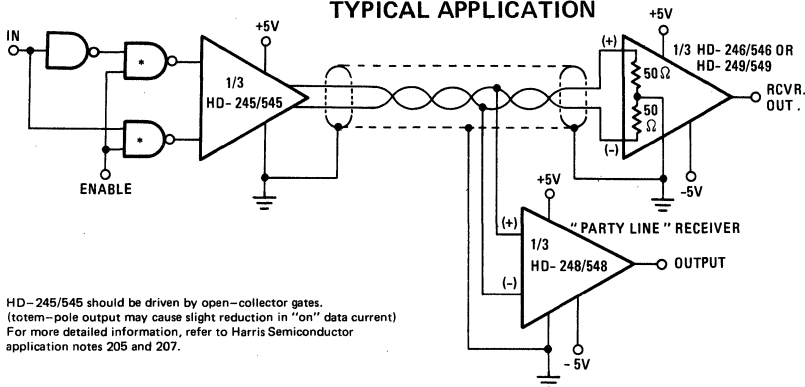 TYPICAL APPLICATION
IN
*
*
ENABLE
+5V
1/3
HD-245/545
+5V
(+)
(-)
50Ω
50
Ω
1/3 HD-246/546 OR
HD-249/549
RCVR.
OUT.
-5V
+5V
"PARTY LINE" RECEIVER
(+)
(-)
1/3
HD-248/548
OUTPUT
-5V
HD-245/545 should be driven by open-collector gates.
(totem-pole output may cause slight reduction in "on" data current)
For more detailed information, refer to Harris Semiconductor
application notes 205 and 207.